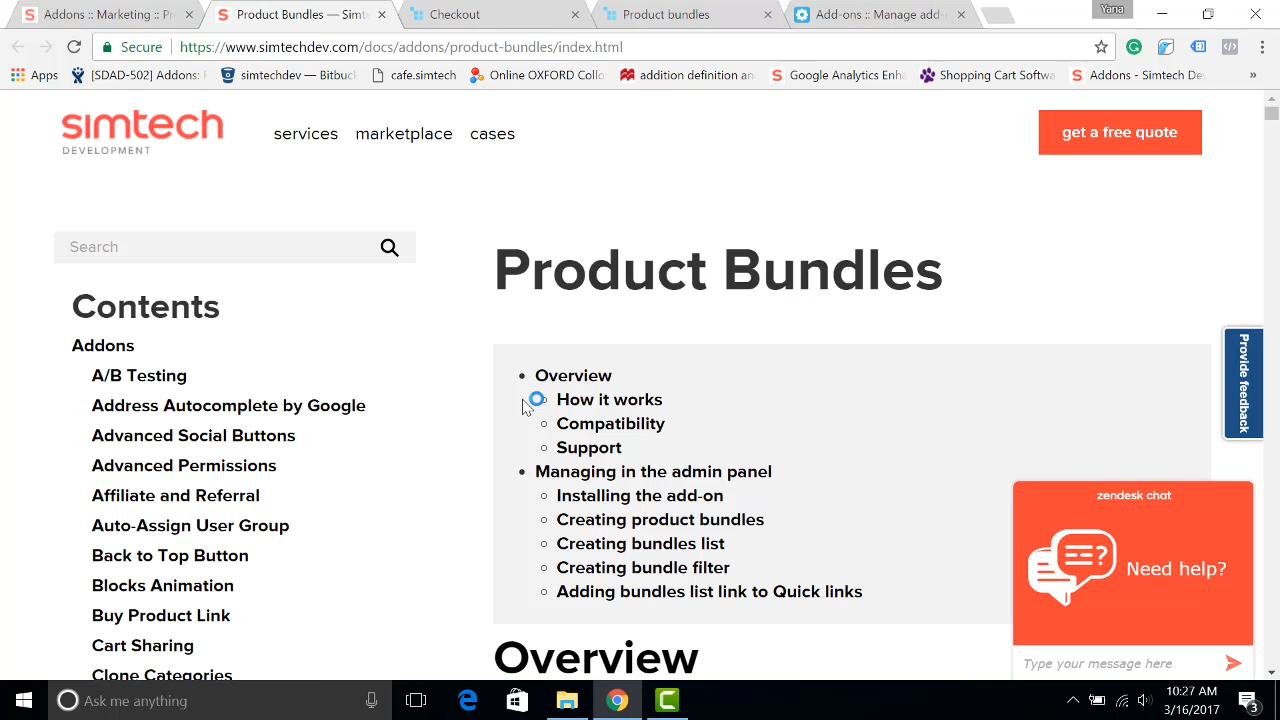 Addons :: Marketing :: P
Product Bundles — Simt
Checkout
Product bundles
Add-ons :: Manage add-
Yana
Secure
https://www.simtechdev.com/docs/addons/product-bundles/index.html
Apps
[SDAD-502] Addons:
simtechdev — Bitbuc
cafe.simts
Online OXFORD Collo
addition definition an
Google Analytics Enh
Shopping Cart Softwa
Addons - Simtech De
»
simtech
DEVELOPMENT
services
marketplace
cases
get a free quote
Search
Contents
Addons
A/B Testing
Address Autocomplete by Google
Advanced Social Buttons
Advanced Permissions
Affiliate and Referral
Auto-Assign User Group
Back to Top Button
Blocks Animation
Buy Product Link
Cart Sharing
Clone Categories
Product Bundles
Overview
How it works
Compatibility
Support
Managing in the admin panel
Installing the add-on
Creating product bundles
Creating bundles list
Creating bundle filter
Adding bundles list link to Quick links
Overview
Provide feedback
zendesk chat
Need help?
Type your message here
Ask me anything
10:27 AM
3/16/2017
3